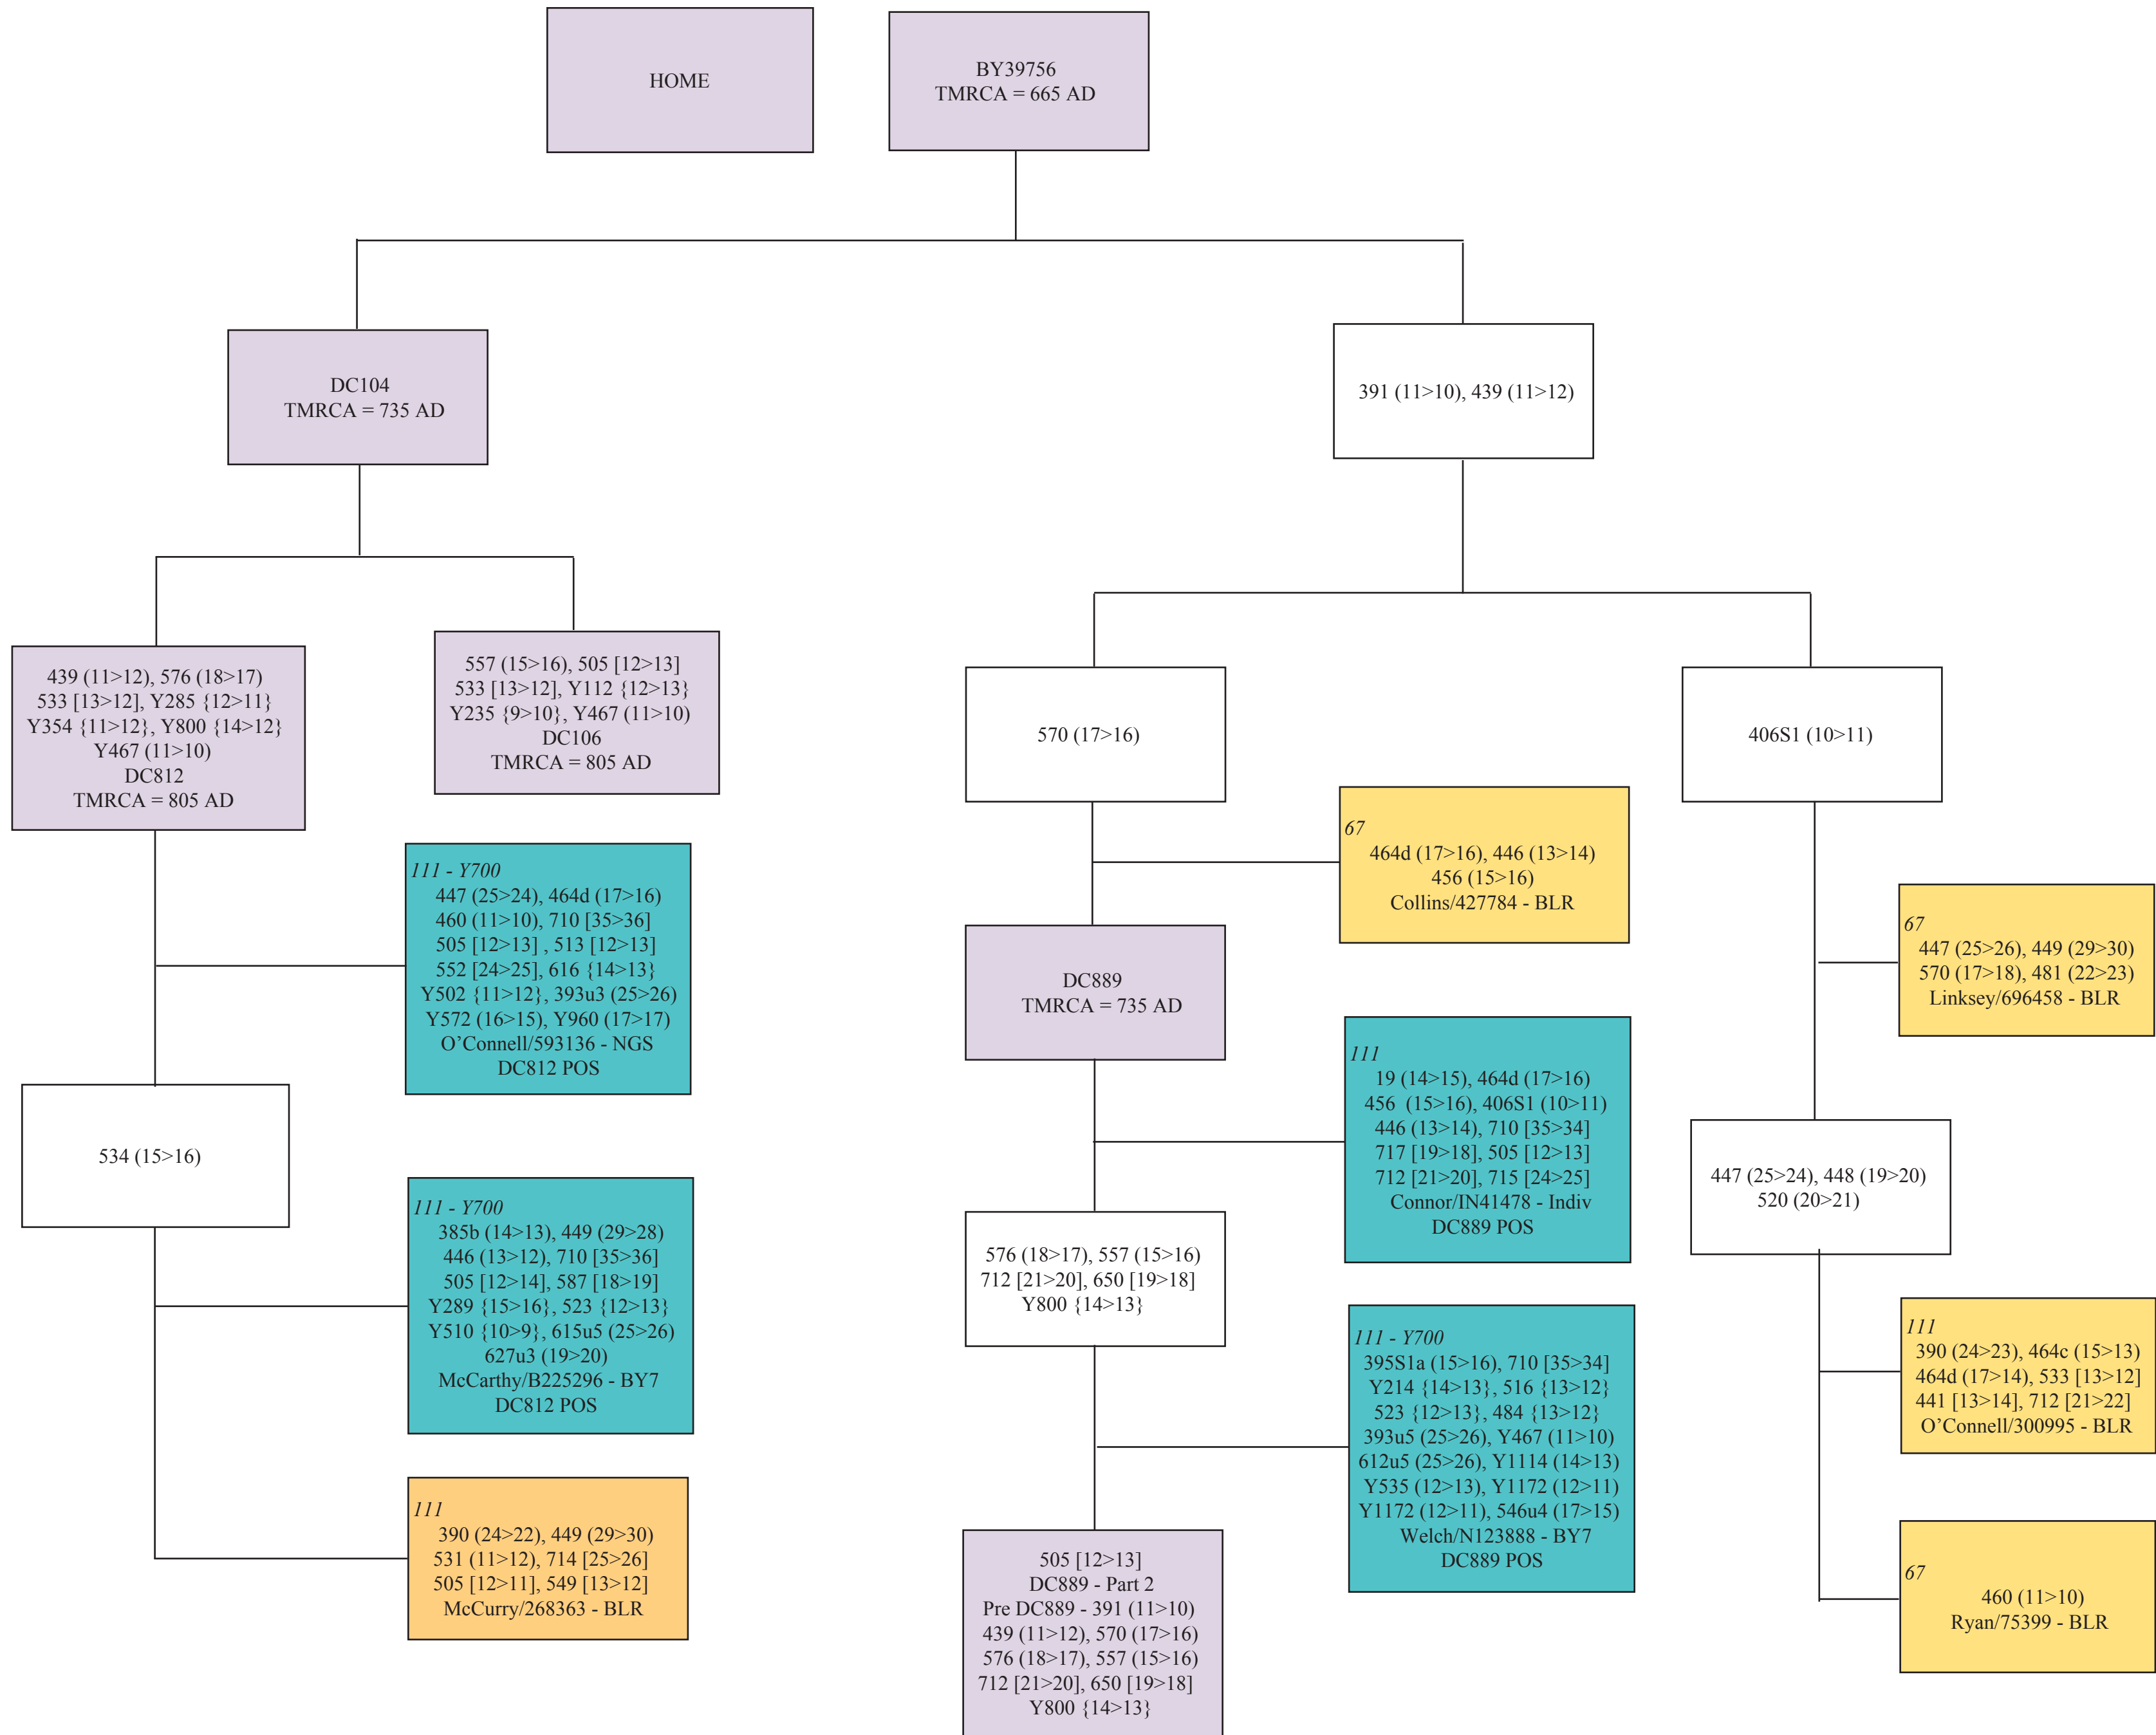 HOME
BY39756
TMRCA = 665 AD
DC104
TMRCA = 735 AD
391 (11>10), 439 (11>12)
439 (11>12), 576 (18>17)
533 [13>12], Y285 {12>11}
Y354 {11>12}, Y800 {14>12}
Y467 (11>10)
DC812
TMRCA = 805 AD
557 (15>16), 505 [12>13]
533 [13>12], Y112 {12>13}
Y235 {9>10}, Y467 (11>10)
DC106
TMRCA = 805 AD
570 (17>16)
406S1 (10>11)
67
464d (17>16), 446 (13>14)
456 (15>16)
Collins/427784 - BLR
111 - Y700
447 (25>24), 464d (17>16)
460 (11>10), 710 [35>36]
505 [12>13] , 513 [12>13]
552 [24>25], 616 {14>13}
Y502 {11>12}, 393u3 (25>26)
Y572 (16>15), Y960 (17>17)
O'Connell/593136 - NGS
DC812 POS
67
447 (25>26), 449 (29>30)
570 (17>18), 481 (22>23)
Linksey/696458 - BLR
DC889
TMRCA = 735 AD
111
19 (14>15), 464d (17>16)
456 (15>16), 406S1 (10>11)
446 (13>14), 710 [35>34]
717 [19>18], 505 [12>13]
712 [21>20], 715 [24>25]
Connor/IN41478 - Indiv
DC889 POS
534 (15>16)
447 (25>24), 448 (19>20)
520 (20>21)
111 - Y700
385b (14>13), 449 (29>28)
446 (13>12), 710 [35>36]
505 [12>14], 587 [18>19]
Y289 {15>16}, 523 {12>13}
Y510 {10>9}, 615u5 (25>26)
627u3 (19>20)
McCarthy/B225296 - BY7
DC812 POS
576 (18>17), 557 (15>16)
712 [21>20], 650 [19>18]
Y800 {14>13}
111 - Y700
395S1a (15>16), 710 [35>34]
Y214 {14>13}, 516 {13>12}
523 {12>13}, 484 {13>12}
393u5 (25>26), Y467 (11>10)
612u5 (25>26), Y1114 (14>13)
Y535 (12>13), Y1172 (12>11)
Y1172 (12>11), 546u4 (17>15)
Welch/N123888 - BY7
DC889 POS
111
390 (24>23), 464c (15>13)
464d (17>14), 533 [13>12]
441 [13>14], 712 [21>22]
O'Connell/300995 - BLR
111
390 (24>22), 449 (29>30)
531 (11>12), 714 [25>26]
505 [12>11], 549 [13>12]
McCurry/268363 - BLR
505 [12>13]
DC889 - Part 2
Pre DC889 - 391 (11>10)
439 (11>12), 570 (17>16)
576 (18>17), 557 (15>16)
712 [21>20], 650 [19>18]
Y800 {14>13}
67
460 (11>10)
Ryan/75399 - BLR